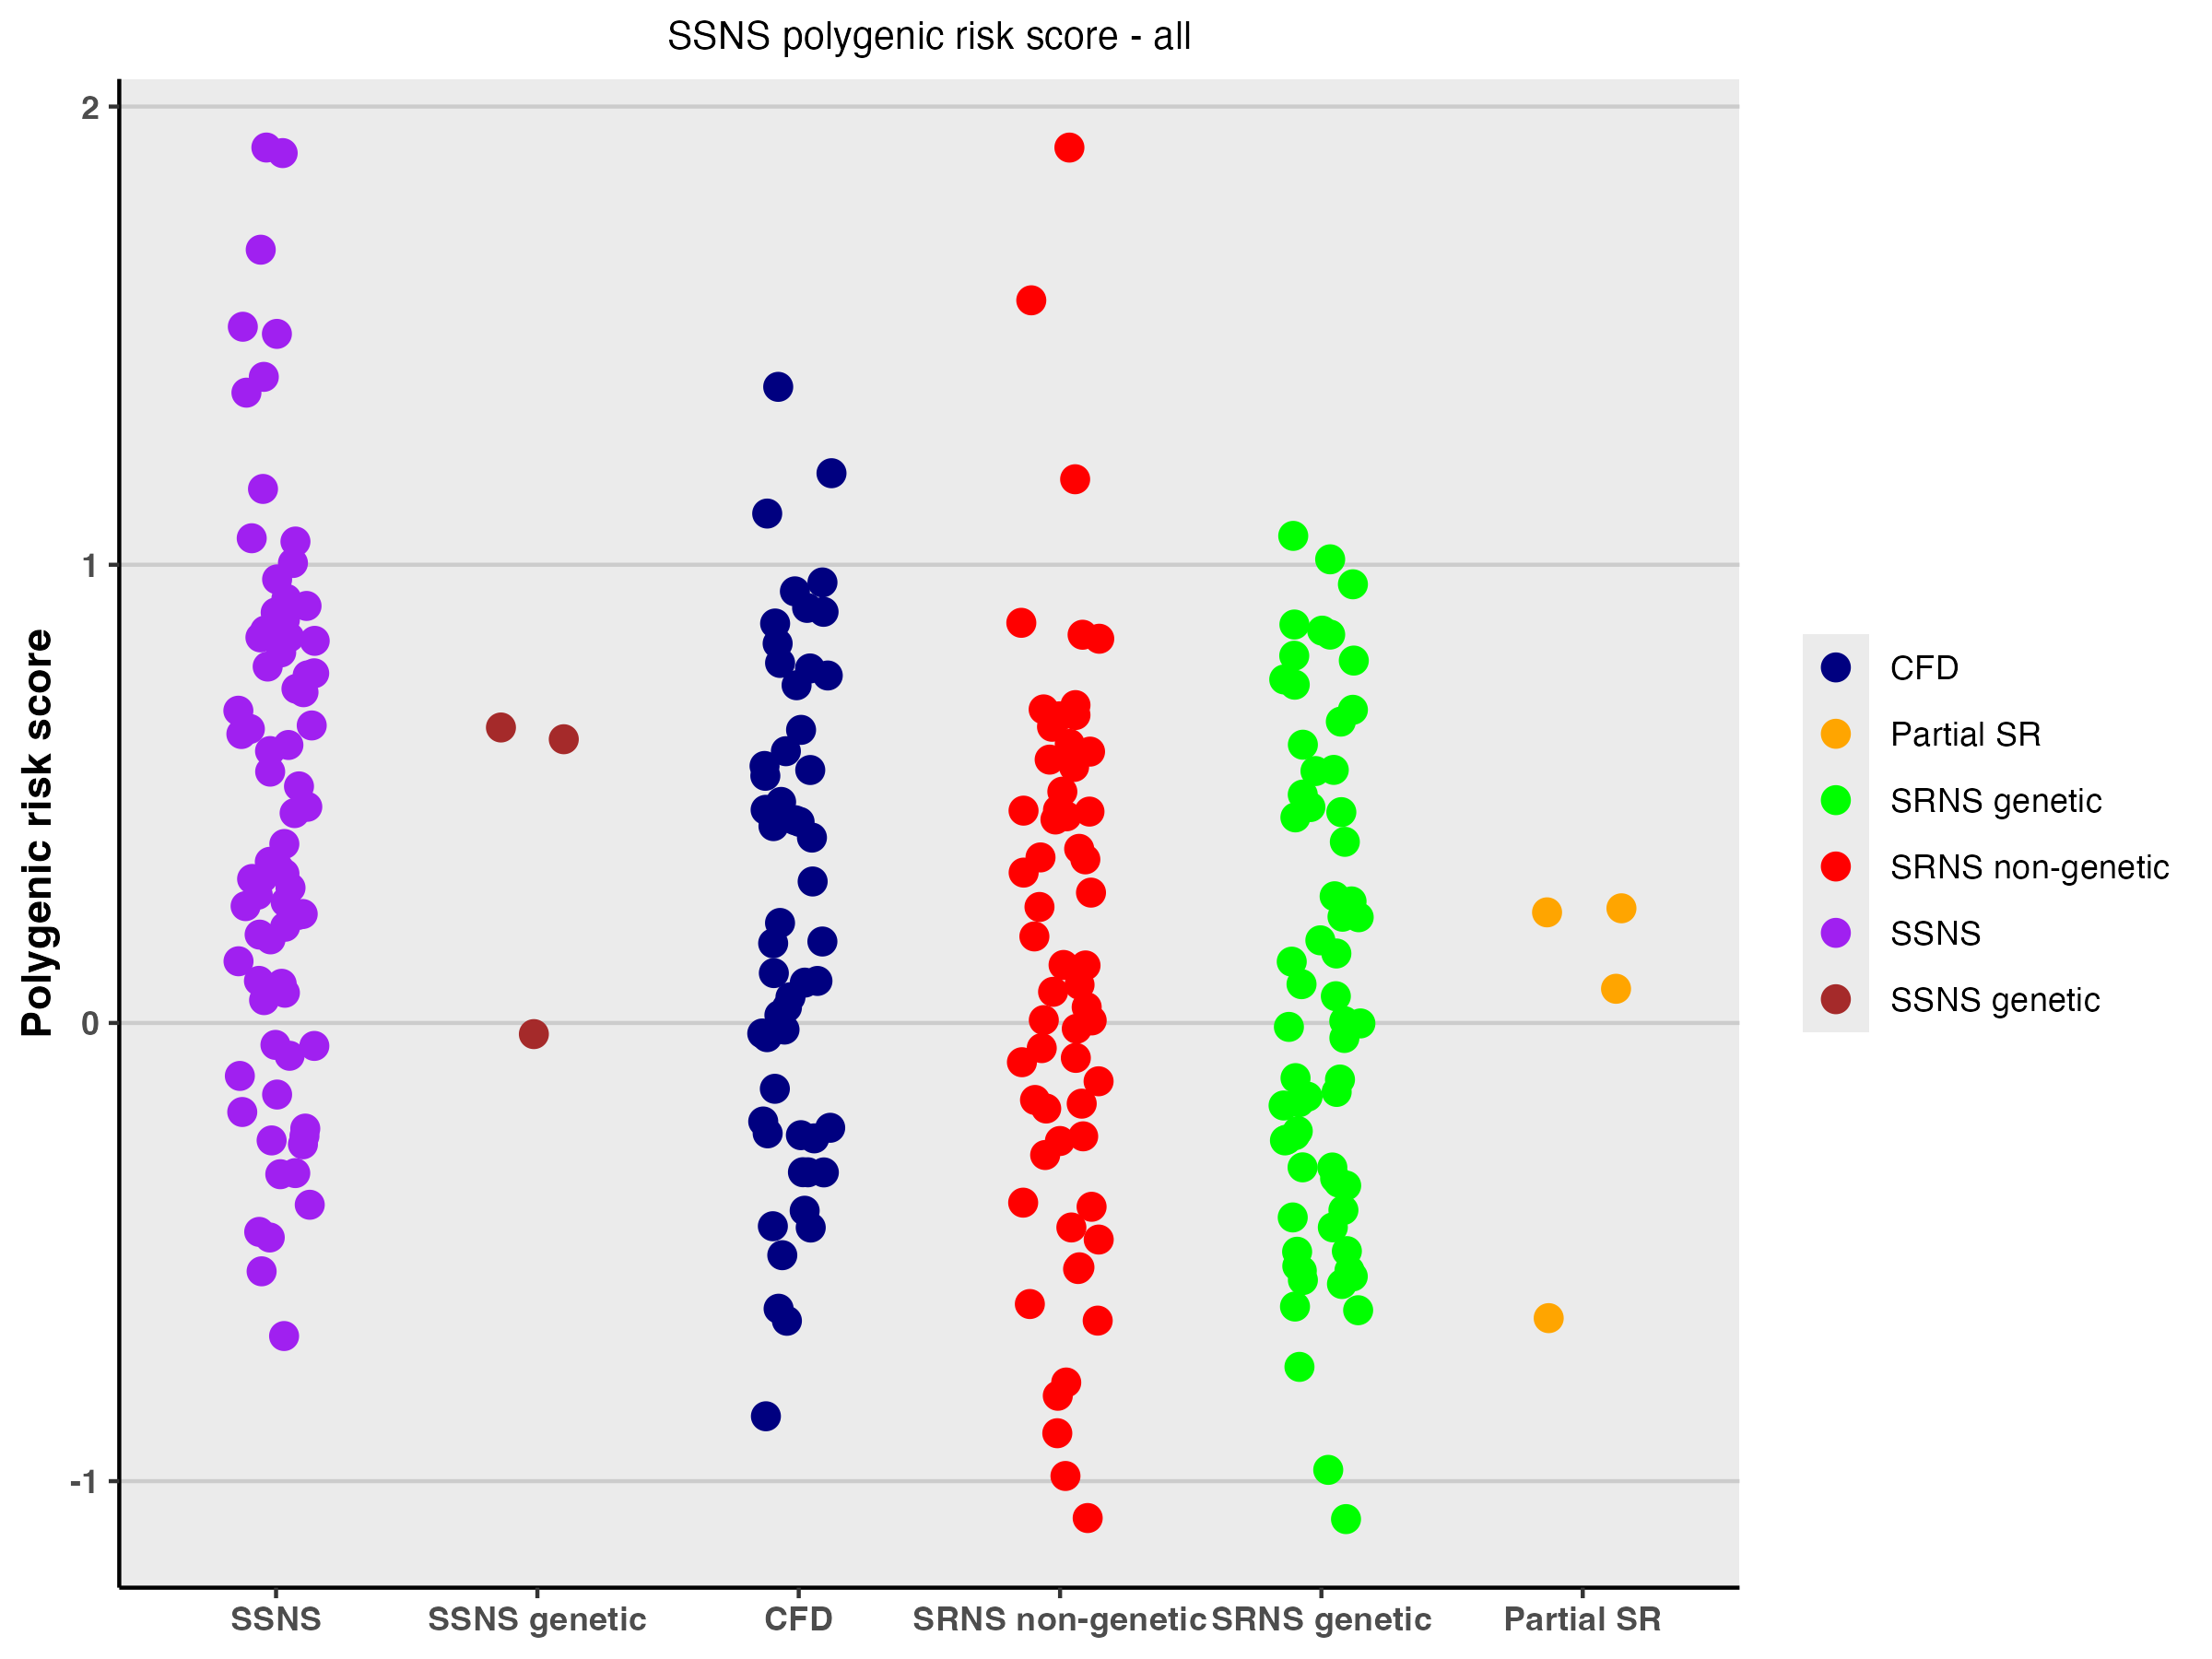 SSNS polygenic risk score - all
Polygenic risk score
2
1
0
-1
SSNS
SSNS genetic
CFD
SRNS non-genetic
SRNS genetic
Partial SR
CFD
Partial SR
SRNS genetic
SRNS non-genetic
SSNS
SSNS genetic